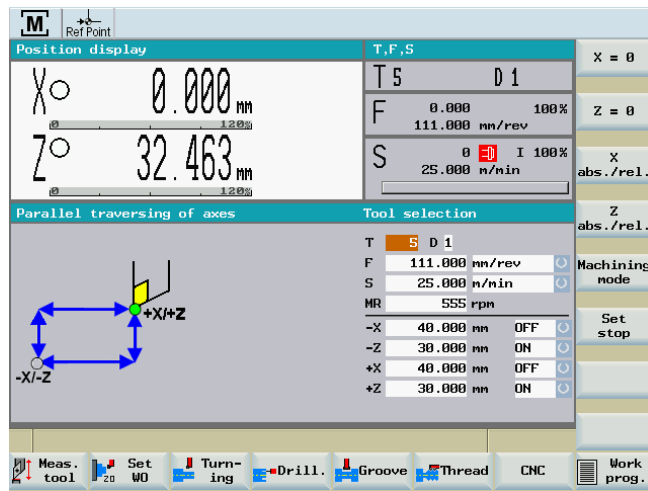 M
Ref Point
Position display
T,F,S
X = 0
X 0.000 mm
0 120%
T 5 D 1
F 0.000 100%
111.000 mm/rev
Z = 0
Z 32.463 mm
0 120%
S 0 I 100%
25.000 m/min
X
abs./rel.
Parallel traversing of axes
Tool selection
Z
abs./rel.
T 5 D 1
F 111.000 mm/rev
S 25.000 m/min
MR 555 rpm
Machining
mode
+X/+Z
-X/-Z
-X 40.000 mm OFF
-Z 30.000 mm ON
+X 40.000 mm OFF
+Z 30.000 mm ON
Set
stop
Meas.
tool
20
Set
WO
Turn-
ing
Drill.
Groove
Thread
CNC
Work
prog.